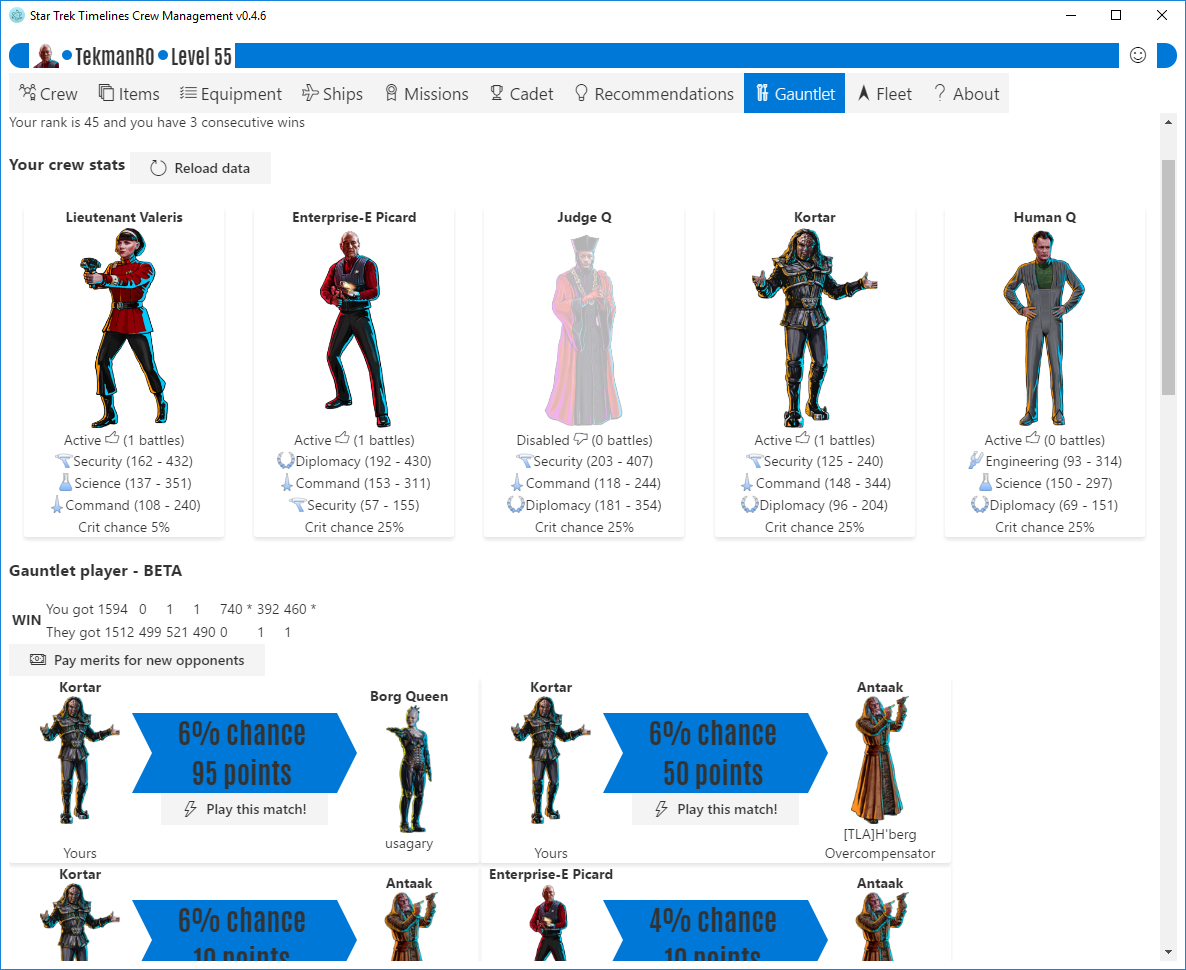 Star Trek Timelines Crew Management v0.4.6
TekmanRO Level 55
Crew Items Equipment Ships Missions Cadet Recommendations Gauntlet Fleet About
Your rank is 45 and you have 3 consecutive wins
Your crew stats Reload data
Lieutenant Valeris Enterprise-E Picard Judge Q Kortar Human Q
Active (1 battles) Active (1 battles) Disabled (0 battles) Active (1 battles) Active (0 battles)
Security (162 - 432) Diplomacy (192 - 430) Security (203 - 407) Security (125 - 240) Engineering (93 - 314)
Science (137 - 351) Command (153 - 311) Command (118 - 244) Command (148 - 344) Science (150 - 297)
Command (108 - 240) Security (57 - 155) Diplomacy (181 - 354) Diplomacy (96 - 204) Diplomacy (69 - 151)
Crit chance 5% Crit chance 25% Crit chance 25% Crit chance 25% Crit chance 25%
Gauntlet player - BETA
WIN
You got 1594 0 1 1 740 * 392 460 *
They got 1512 499 521 490 0 1 1
Pay merits for new opponents
Kortar
6% chance
95 points
Play this match!
Yours
Borg Queen
usagary
Kortar
6% chance
50 points
Play this match!
Yours
Antaak
[TLA]H'berg
Overcompensator
Kortar
6% chance
10 points
Antaak
Enterprise-E Picard
4% chance
10 points
Antaak